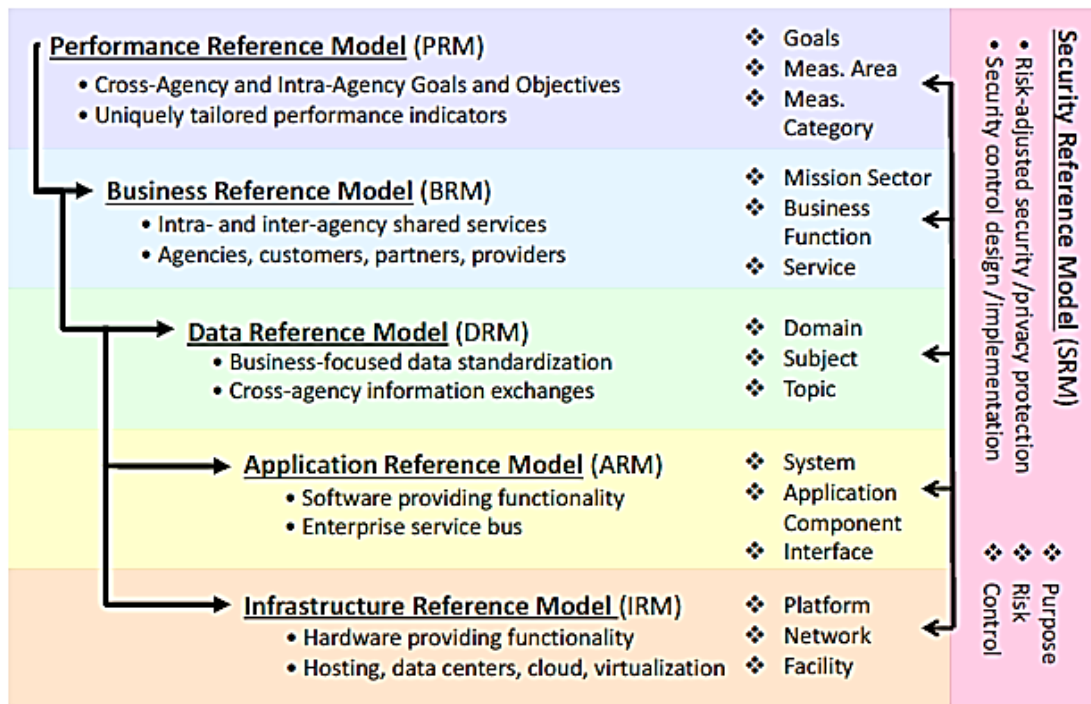 Performance Reference Model (PRM)
• Cross-Agency and Intra-Agency Goals and Objectives
• Uniquely tailored performance indicators
❖ Goals
❖ Meas. Area
❖ Meas.
Category
Business Reference Model (BRM)
• Intra- and inter-agency shared services
• Agencies, customers, partners, providers
❖ Mission Sector
❖ Business
Function
❖ Service
Data Reference Model (DRM)
• Business-focused data standardization
• Cross-agency information exchanges
❖ Domain
❖ Subject
❖ Topic
Application Reference Model (ARM)
• Software providing functionality
• Enterprise service bus
❖ System
❖ Application
Component
❖ Interface
Infrastructure Reference Model (IRM)
• Hardware providing functionality
• Hosting, data centers, cloud, virtualization
❖ Platform
❖ Network
❖ Facility
Security Reference Model (SRM)
• Risk-adjusted security/privacy protection
• Security control design/implementation
❖ Purpose
❖ Risk
❖ Control